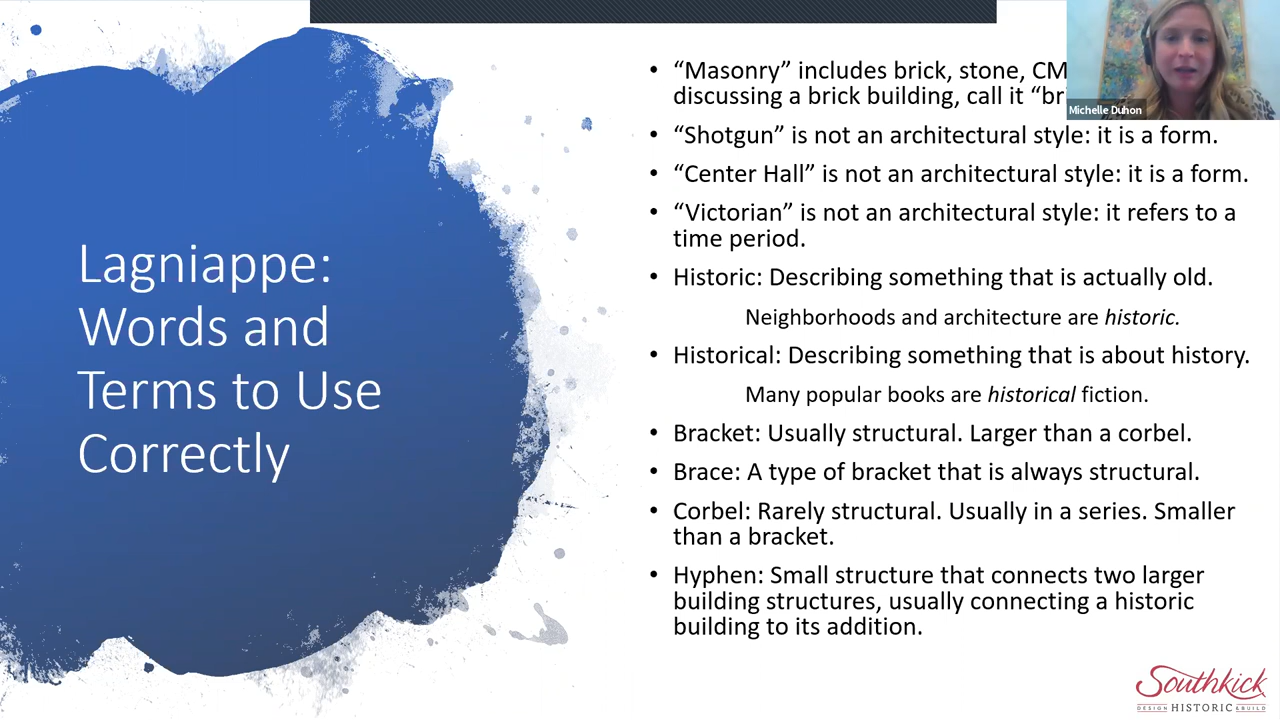 Lagniappe:
Words and
Terms to Use
Correctly
• “Masonry” includes brick, stone, CM
discussing a brick building, call it “br
• “Shotgun” is not an architectural style: it is a form.
• “Center Hall” is not an architectural style: it is a form.
• “Victorian” is not an architectural style: it refers to a
time period.
• Historic: Describing something that is actually old.
Neighborhoods and architecture are historic.
• Historical: Describing something that is about history.
Many popular books are historical fiction.
• Bracket: Usually structural. Larger than a corbel.
• Brace: A type of bracket that is always structural.
• Corbel: Rarely structural. Usually in a series. Smaller
than a bracket.
• Hyphen: Small structure that connects two larger
building structures, usually connecting a historic
building to its addition.
Michelle Duhon
Southkick
DESIGN HISTORIC & BUILD